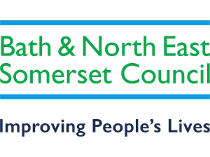 Bath & North East
Somerset Council
Improving People's Lives